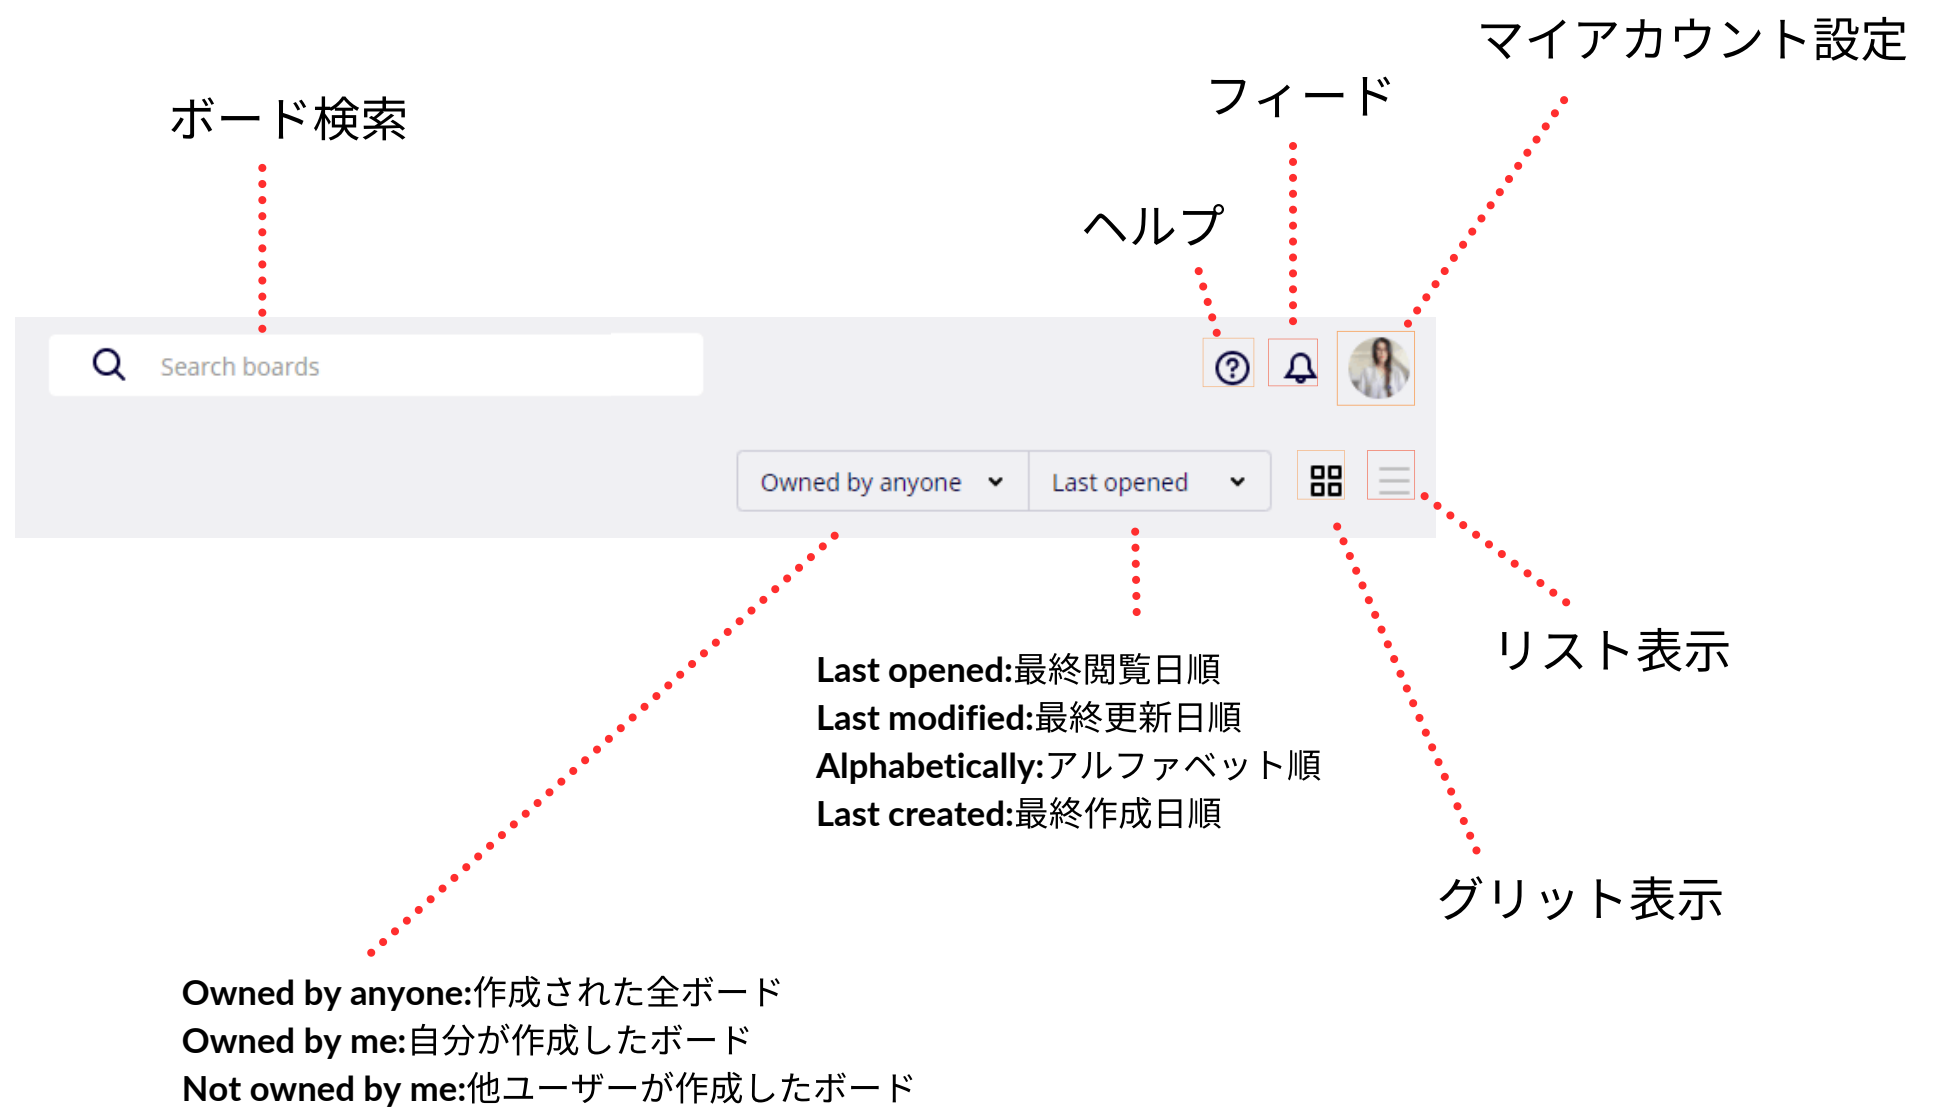 マイアカウント設定
フィード
ボード検索
ヘルプ
Search boards
Owned by anyone
Last opened
リスト表示
Last opened:最終閲覧日順
Last modified:最終更新日順
Alphabetically:アルファベット順
Last created:最終作成日順
グリット表示
Owned by anyone:作成された全ボード
Owned by me:自分が作成したボード
Not owned by me:他ユーザーが作成したボード